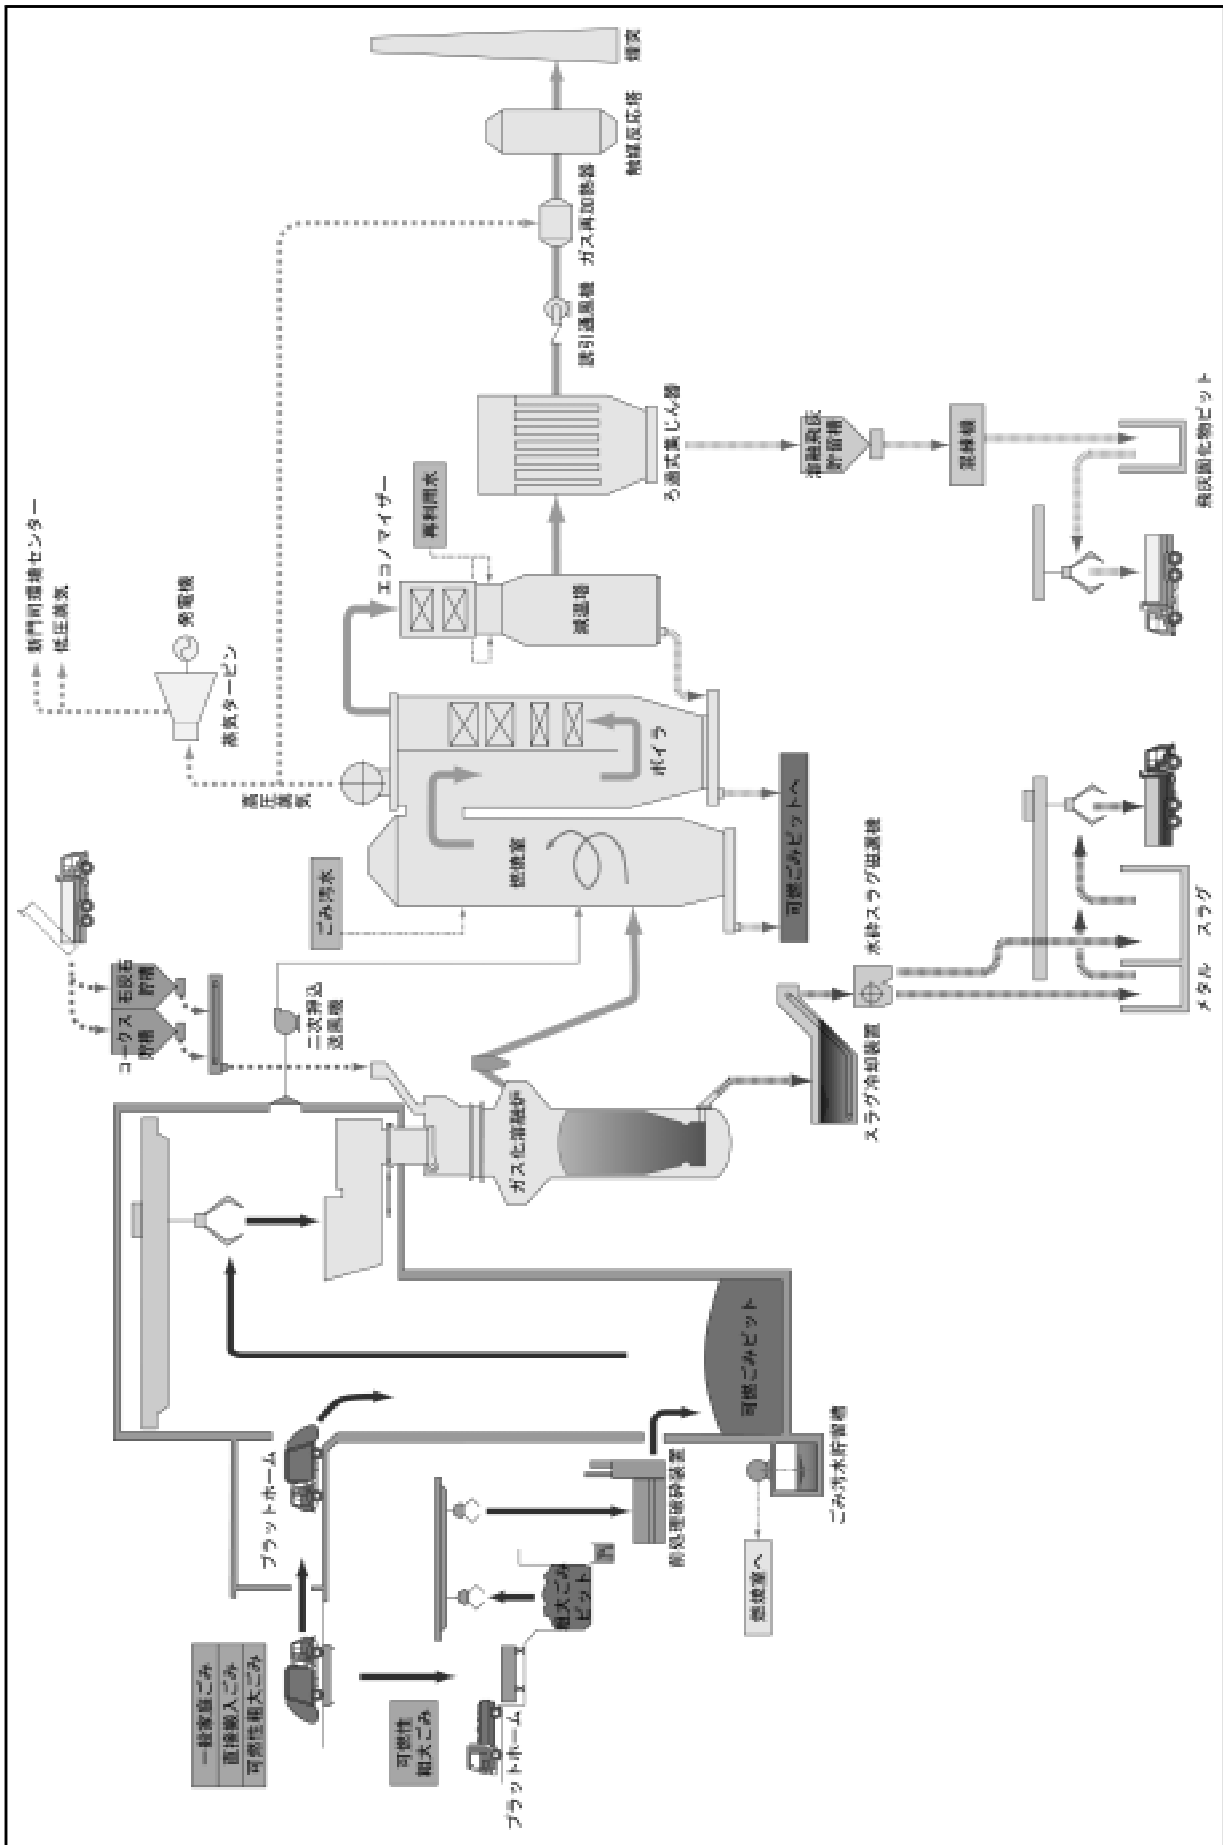 一般家庭ごみ
直接搬入ごみ
可燃性粗大ごみ
可燃性
粗大ごみ
プラットホーム
プラットホーム
粗大ごみ
ピット
前処理破砕装置
燃焼室へ
ごみ汚水貯留槽
可燃ごみピット
コークス
貯槽
石灰石
貯槽
二次押込
送風機
ガス化溶融炉
スラグ冷却装置
水砕スラグ磁選機
メタル
スラグ
ごみ汚水
燃焼室
ボイラ
可燃ごみピットへ
高圧蒸気
蒸気タービン
発電機
新門司環境センター
低圧蒸気
エコノマイザー
再利用水
減温塔
ろ過式集じん器
溶融飛灰
貯留槽
混練機
飛灰固化物ピット
誘引通風機
ガス再加熱器
触媒反応塔
煙突